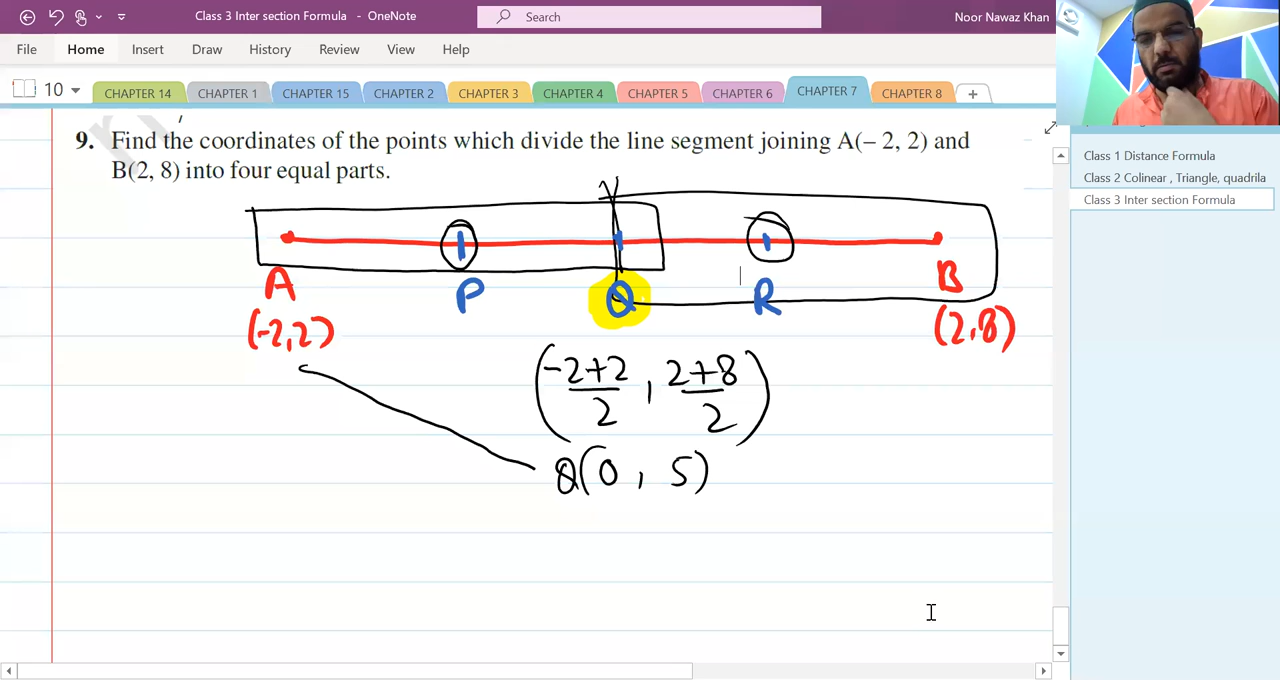 Class 3 Inter section Formula - OneNote
Search
Noor Nawaz Khan
File Home Insert Draw History Review View Help
10 CHAPTER 14 CHAPTER 1 CHAPTER 15 CHAPTER 2 CHAPTER 3 CHAPTER 4 CHAPTER 5 CHAPTER 6 CHAPTER 7 CHAPTER 8 +
Class 1 Distance Formula
Class 2 Colinear , Triangle, quadrila
Class 3 Inter section Formula
9. Find the coordinates of the points which divide the line segment joining A(– 2, 2) and
B(2, 8) into four equal parts.
A P Q R B
(-2,2) (2,8)
(-2+2/2, 2+8/2)
Q(0, 5)